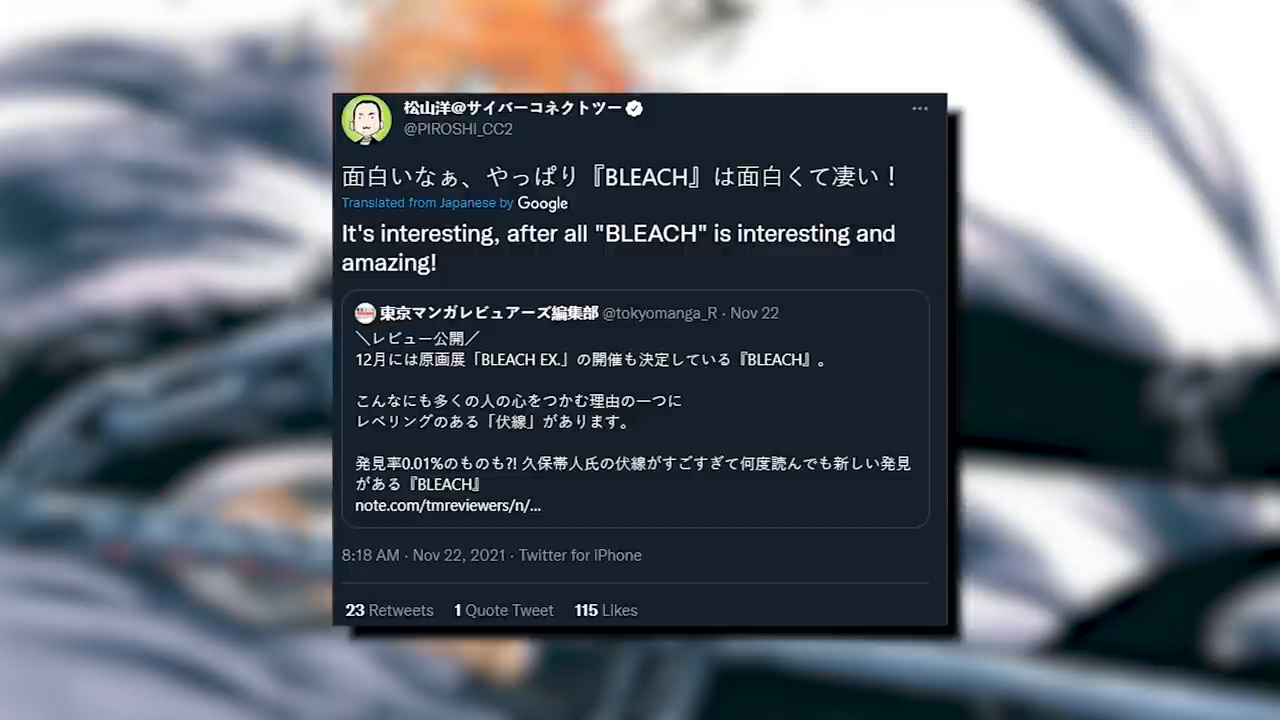 松山洋@サイバーコネクトツー
@PIROSHI_CC2
面白いなぁ、やっぱり『BLEACH』は面白くて凄い！
Translated from Japanese by Google
It's interesting, after all "BLEACH" is interesting and
amazing!
東京マンガレビュアーズ編集部 @tokyomanga_R · Nov 22
＼レビュー公開／
12月には原画展「BLEACH EX.」の開催も決定している『BLEACH』。
こんなにも多くの人の心をつかむ理由の一つに
レベリングのある「伏線」があります。
発見率0.01%のものも?! 久保帯人氏の伏線がすごすぎて何度読んでも新しい発見
がある『BLEACH』
note.com/tmreviewers/n/...
8:18 AM · Nov 22, 2021 · Twitter for iPhone
23 Retweets 1 Quote Tweet 115 Likes